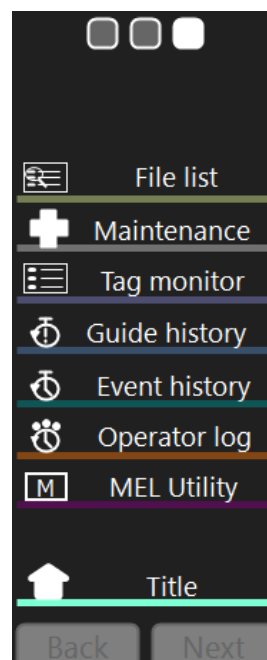 File list
Maintenance
Tag monitor
Guide history
Event history
Operator log
M MEL Utility
Title
Back Next